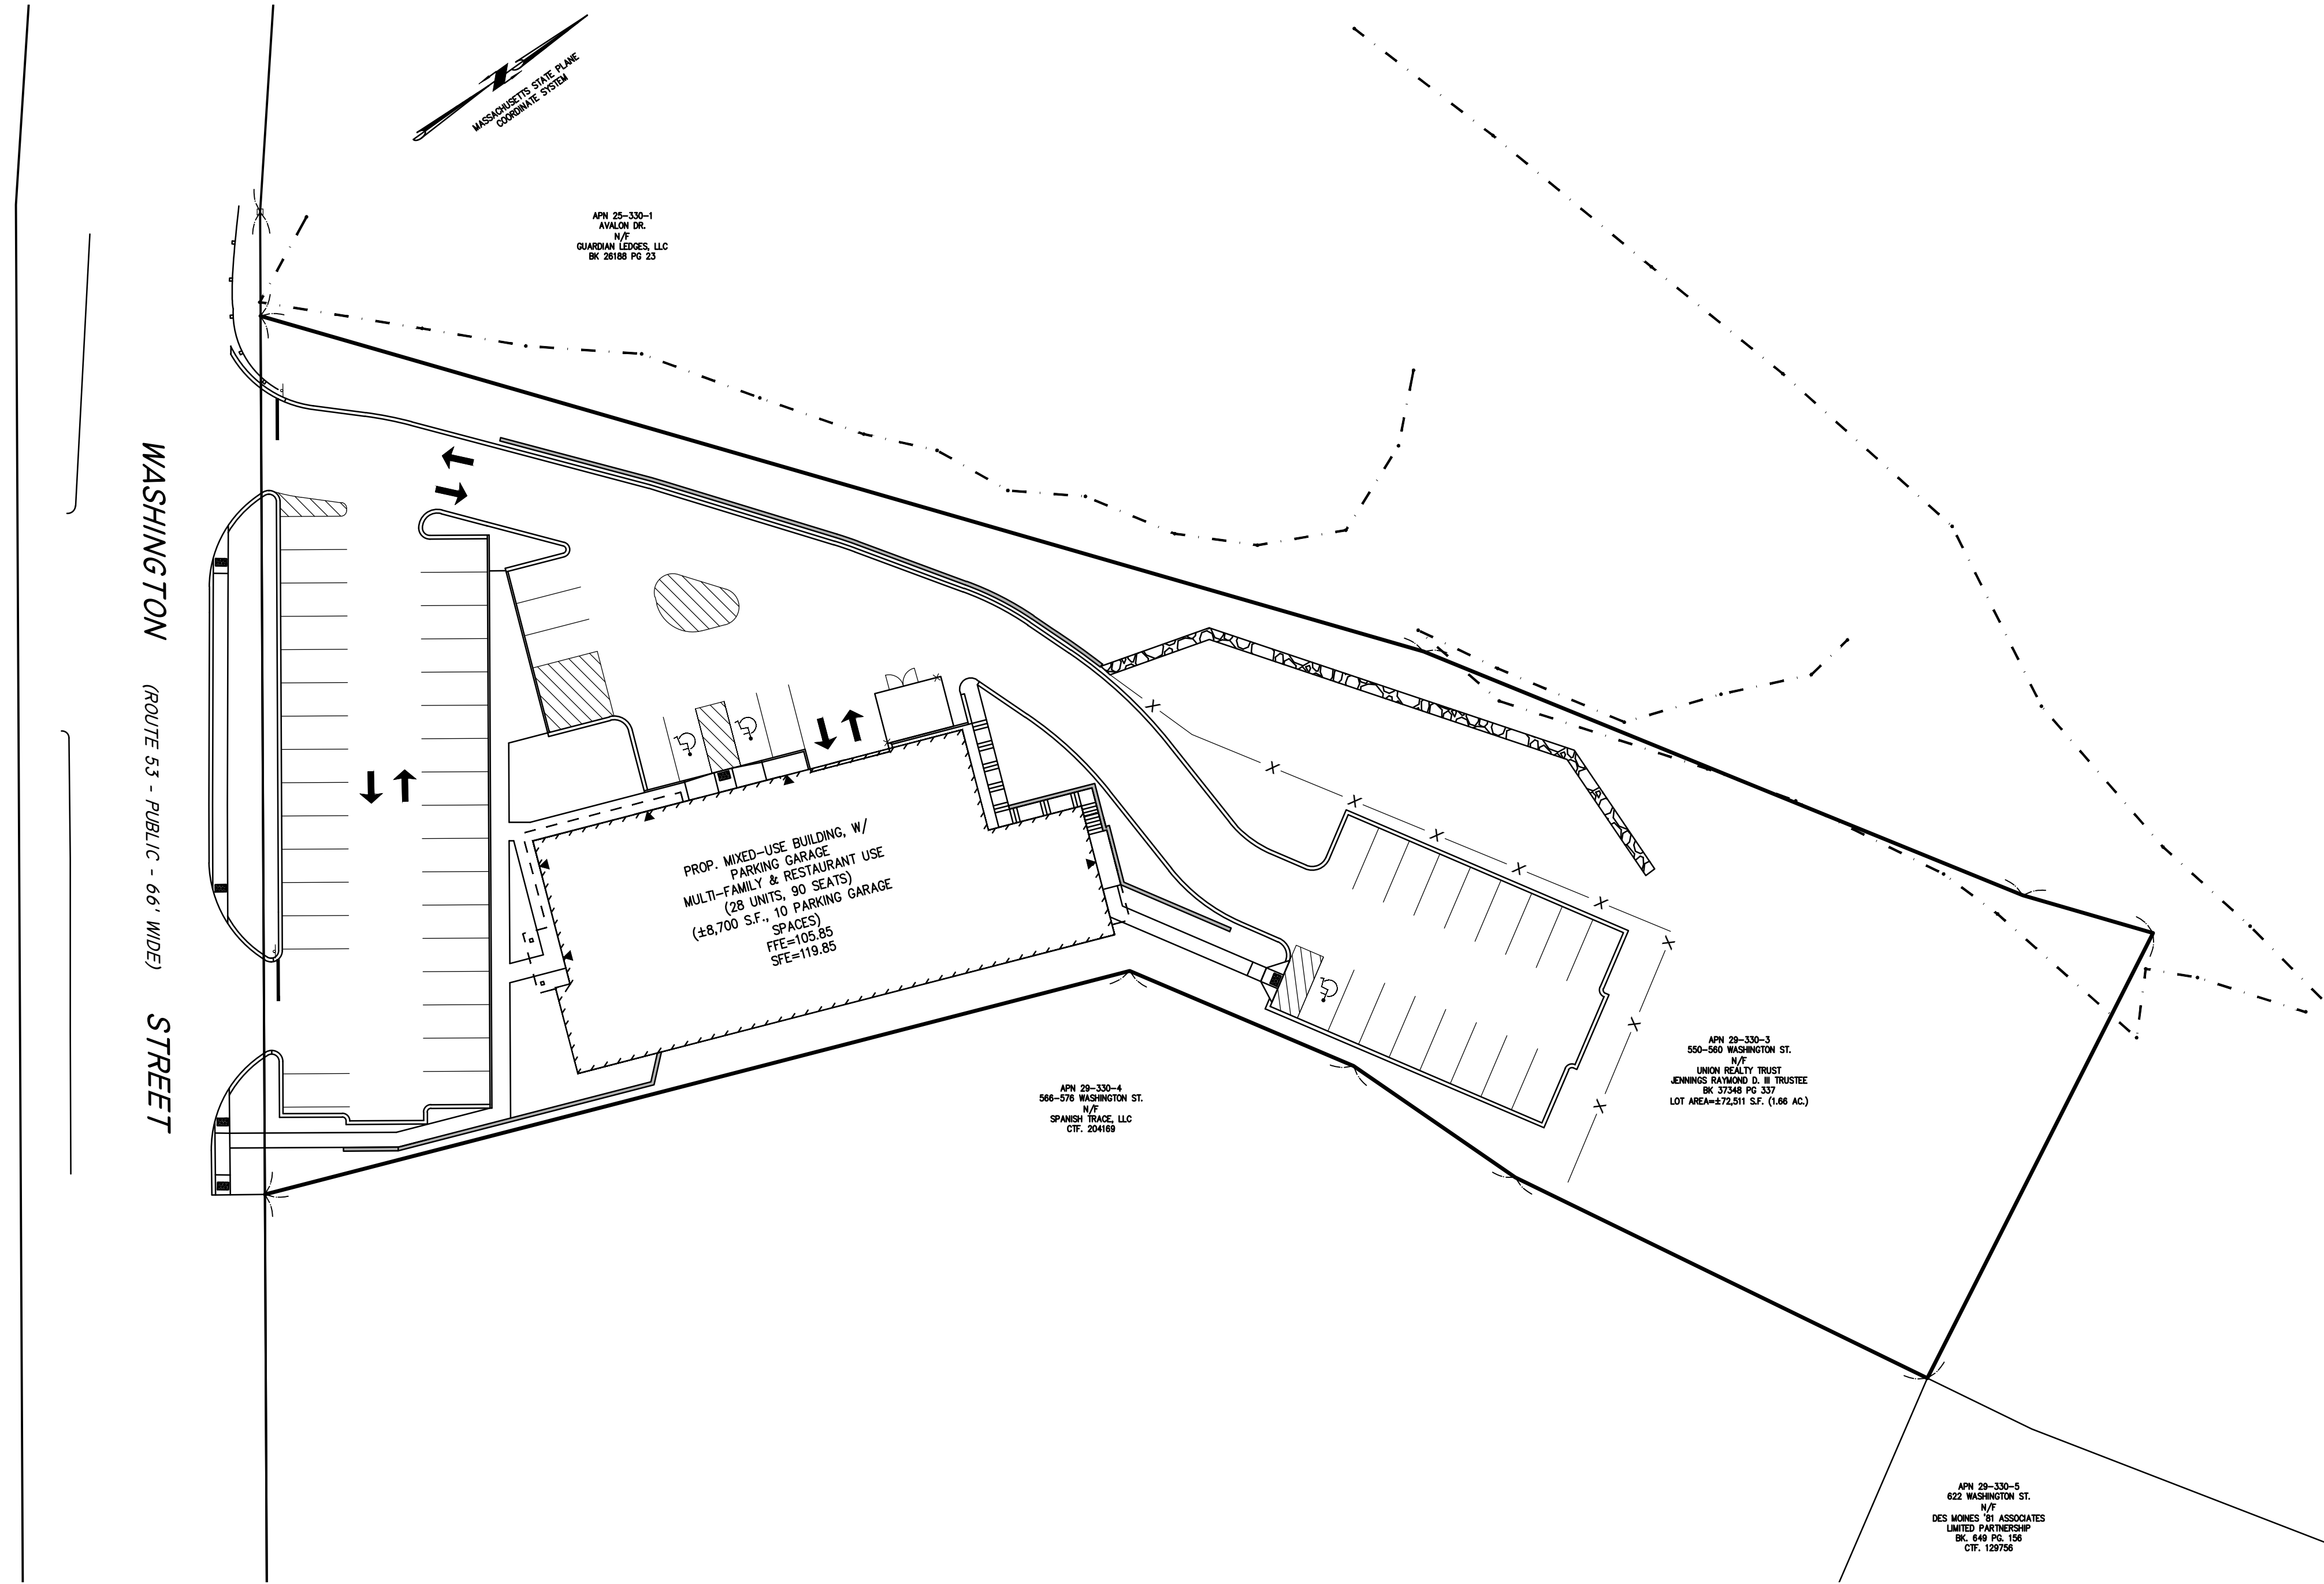 MASSACHUSETTS STATE PLANE
COORDINATE SYSTEM
APN 25-330-1
AVALON DR.
N/F
GUARDIAN LEDGES, LLC
BK 26188 PG 23
WASHINGTON (ROUTE 53 - PUBLIC - 66' WIDE) STREET
PROP. MIXED-USE BUILDING, W/
PARKING GARAGE
MULTI-FAMILY & RESTAURANT USE
(28 UNITS, 90 SEATS)
(±8,700 S.F., 10 PARKING GARAGE
SPACES)
FFE=105.85
SFE=119.85
APN 29-330-3
550-560 WASHINGTON ST.
N/F
UNION REALTY TRUST
JENNINGS RAYMOND D. III TRUSTEE
BK 37348 PG 337
LOT AREA=±72,511 S.F. (1.66 AC.)
APN 29-330-4
566-576 WASHINGTON ST.
N/F
SPANISH TRACE, LLC
CTF. 204169
APN 29-330-5
622 WASHINGTON ST.
N/F
DES MOINES '81 ASSOCIATES
LIMITED PARTNERSHIP
BK. 649 PG. 156
CTF. 129756